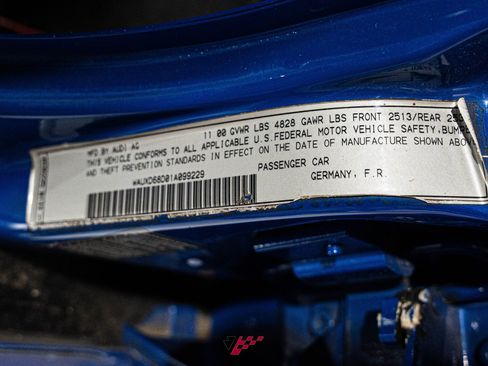 MFD.BY AUDI AG 11 00 GVWR LBS 4828 GAWR LBS FRONT 2513/REAR
THIS VEHICLE CONFORMS TO ALL APPLICABLE U.S.FEDERAL MOTOR VEHICLE SAFETY,BUMPE
AND THEFT PREVENTION STANDARDS IN EFFECT ON THE DATE OF MANUFACTURE SHOWN ABOV
WAUXD68D01A099229 PASSENGER CAR
GERMANY, F.R.